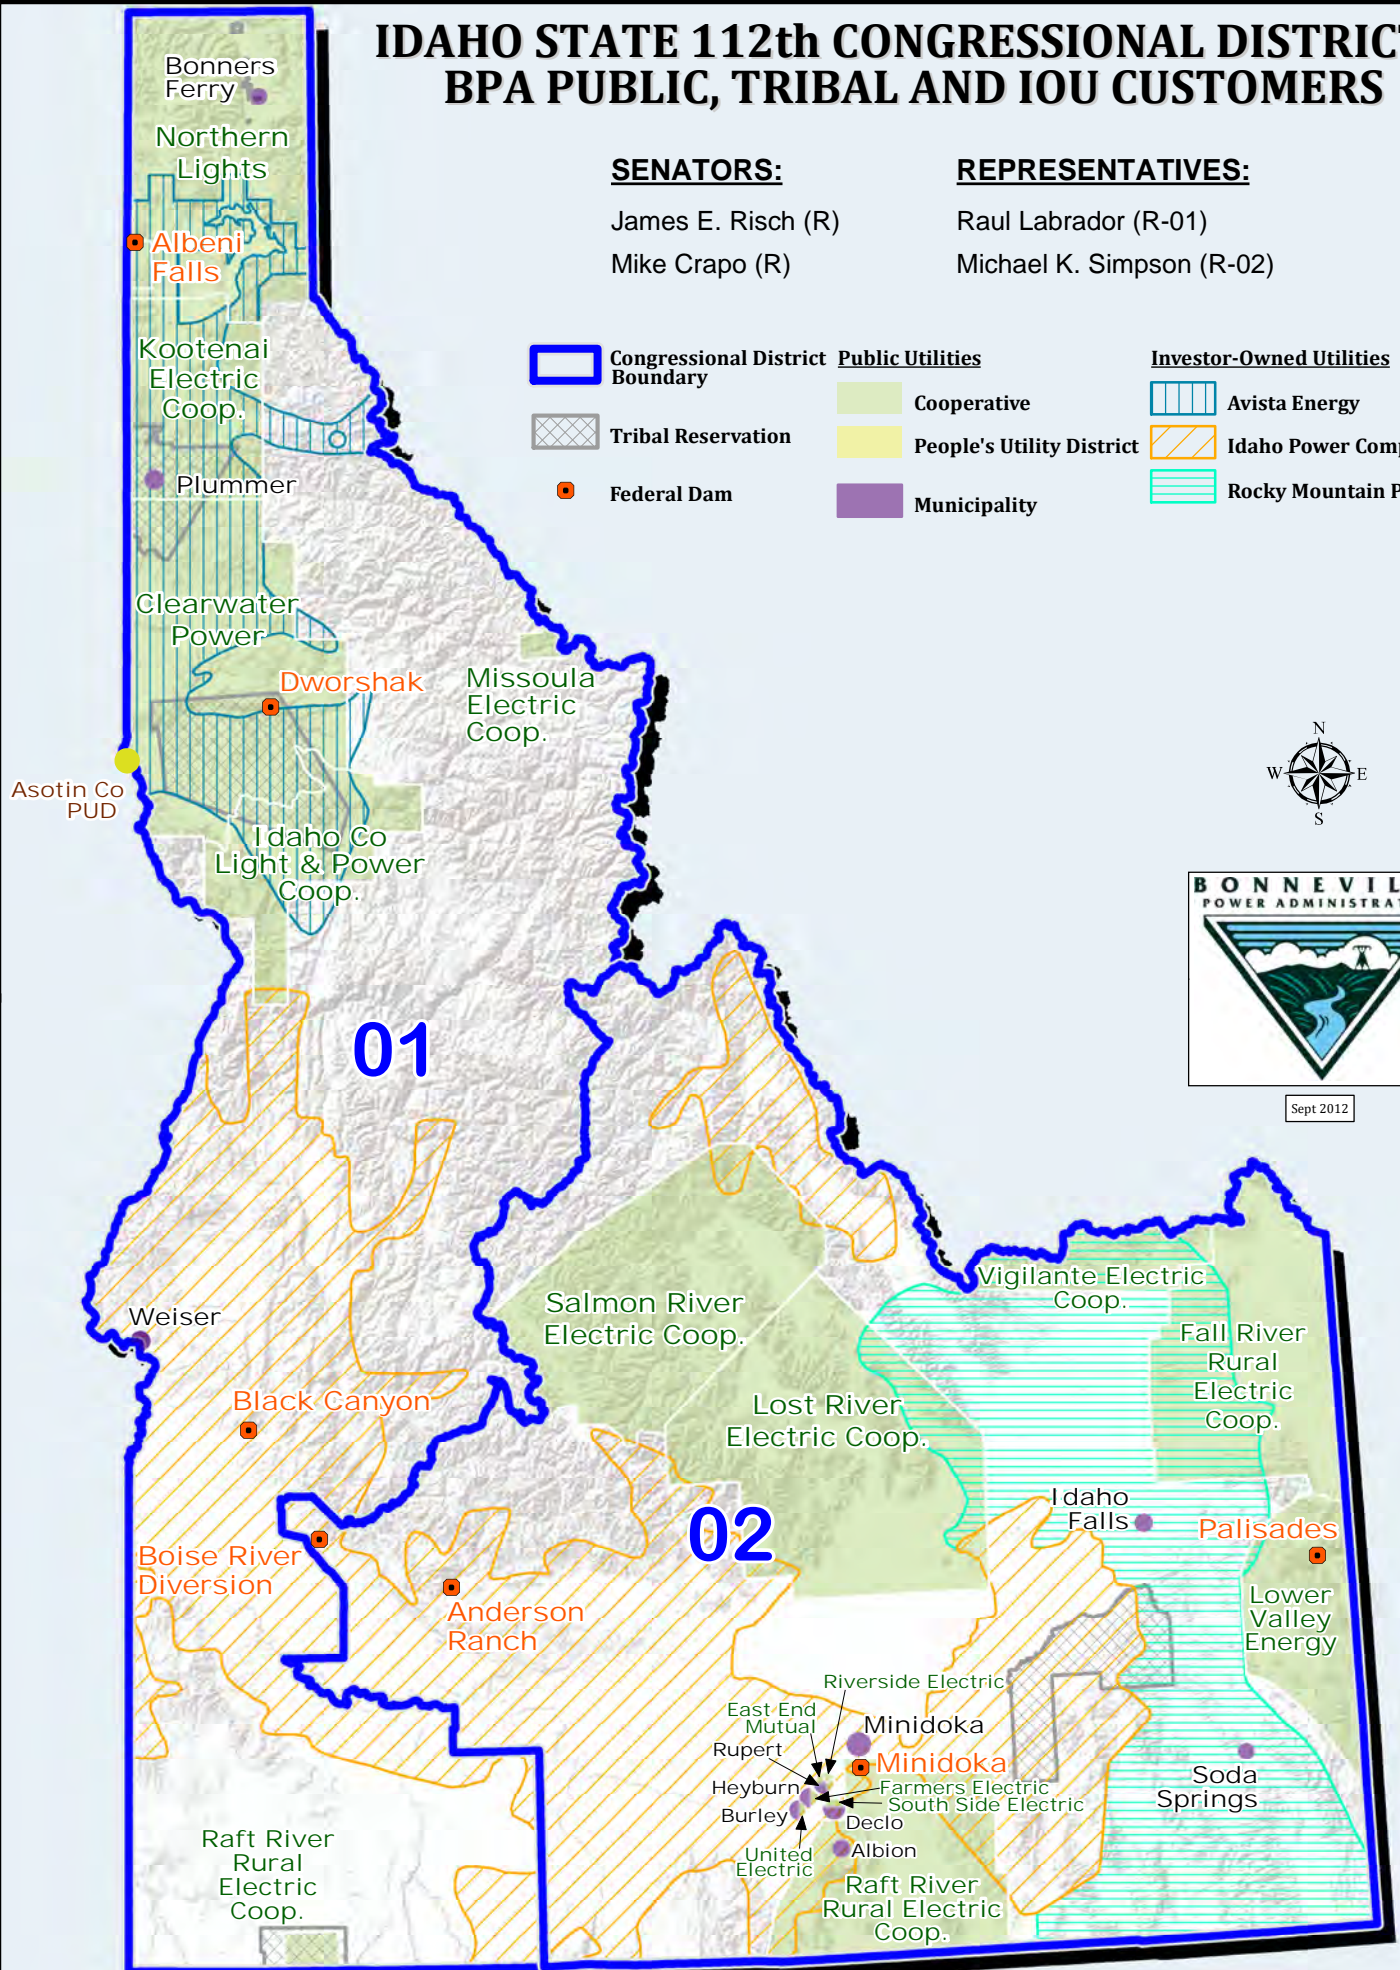 IDAHO STATE 112th CONGRESSIONAL DISTRICT
BPA PUBLIC, TRIBAL AND IOU CUSTOMERS
SENATORS:
James E. Risch (R)
Mike Crapo (R)
REPRESENTATIVES:
Raul Labrador (R-01)
Michael K. Simpson (R-02)
Congressional District
Boundary
Tribal Reservation
Federal Dam
Public Utilities
Cooperative
People's Utility District
Municipality
Investor-Owned Utilities
Avista Energy
Idaho Power Comp
Rocky Mountain P
Bonners
Ferry
Northern
Lights
Albeni
Falls
Kootenai
Electric
Coop.
Plummer
Clearwater
Power
Dworshak
Missoula
Electric
Coop.
Asotin Co
PUD
Idaho Co
Light & Power
Coop.
N
W
E
S
BONNEVIL
POWER ADMINISTRA
Sept 2012
01
Weiser
Black Canyon
Boise River
Diversion
Anderson
Ranch
Salmon River
Electric Coop.
Lost River
Electric Coop.
02
Vigilante Electric
Coop.
Fall River
Rural
Electric
Coop.
Idaho
Falls
Palisades
Lower
Valley
Energy
Riverside Electric
East End
Mutual
Minidoka
Rupert
Minidoka
Heyburn
Farmers Electric
South Side Electric
Burley
Declo
United
Electric
Albion
Raft River
Rural Electric
Coop.
Soda
Springs
Raft River
Rural
Electric
Coop.